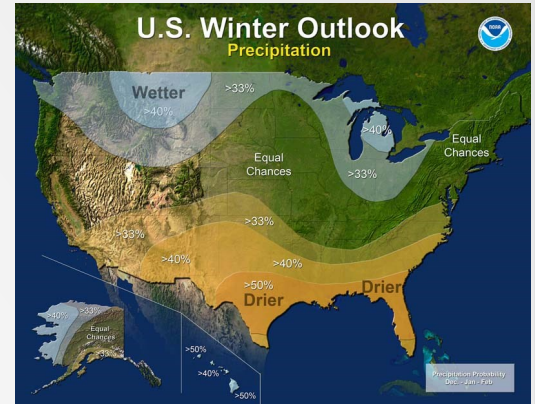 U.S. Winter Outlook
Precipitation
NOAA
Wetter
>40%
>33%
>40%
>33%
Equal
Chances
Equal
Chances
>33%
>33%
>40%
>40%
>50%
Drier
Drier
>40%
>33%
Equal
Chances
>33%
>50%
>40%
>50%
Precipitation Probability
Dec - Jan - Feb